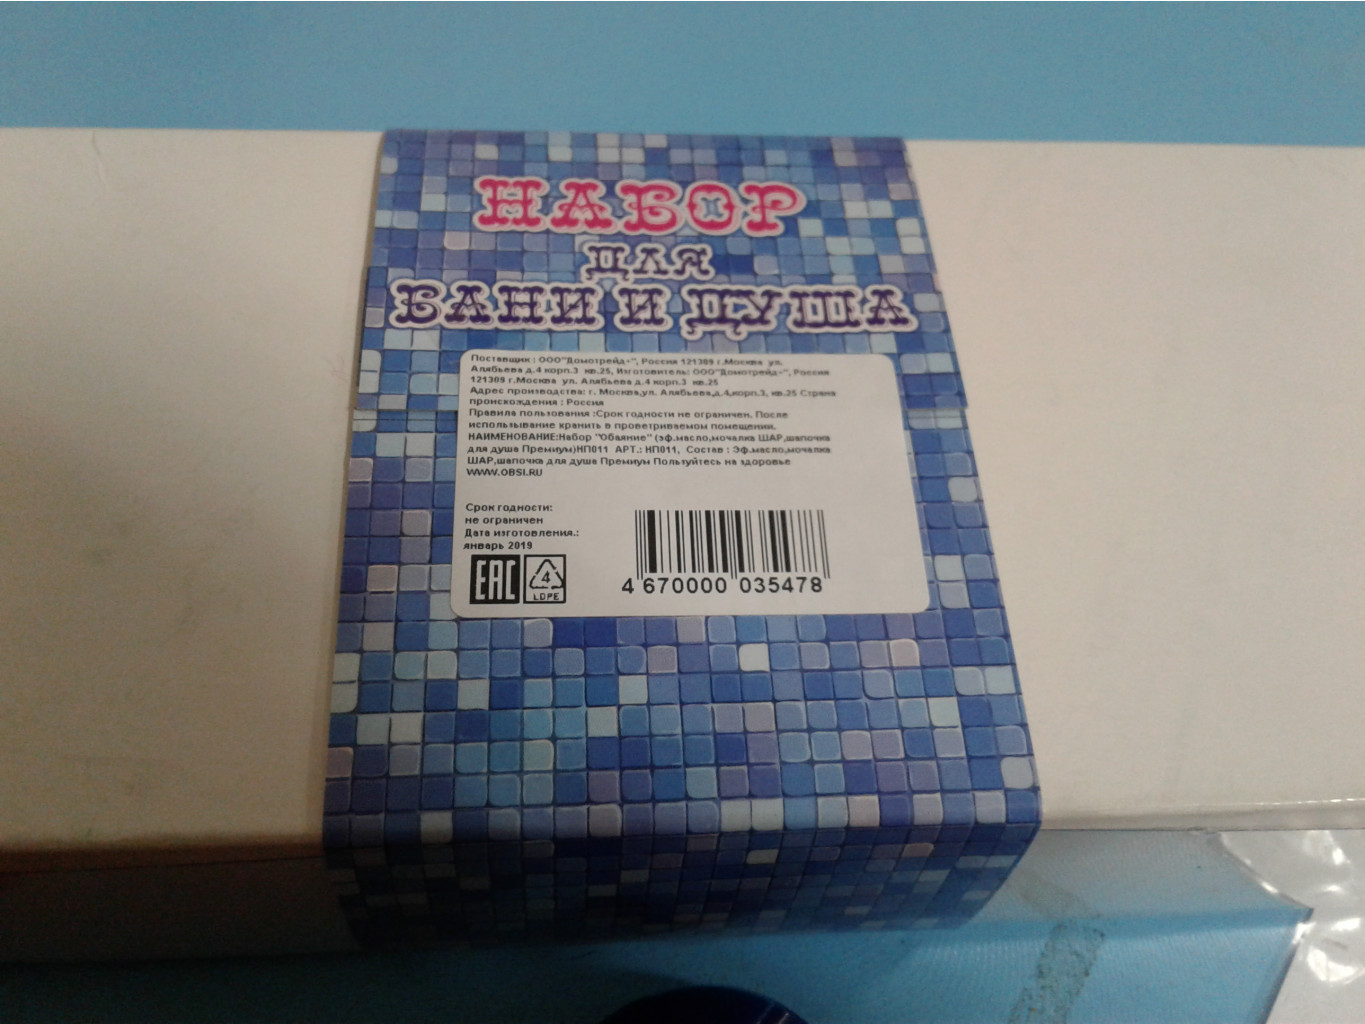 НАБОР
ДЛЯ
БАНИ И ДУША
Поставщик : ООО"Домотрейд+", Россия 121309 г.Москва ул.
Алябьева д.4 корп.3 кв.25, Изготовитель: ООО"Домотрейд+", Россия
121309 г.Москва ул. Алябьева д.4 корп.3 кв.25
Адрес производства: г. Москва,ул. Алябьева,д.4,корп.3, кв.25 Страна
происхождения : Россия
Правила пользования :Срок годности не ограничен. После
использование хранить в проветриваемом помещении.
НАИМЕНОВАНИЕ:Набор "Обаяние" (эф.масло,мочалка ШАР,шапочка
для душа Премиум)НП011 АРТ.: НП011, Состав : Эф.масло,мочалка
ШАР,шапочка для душа Премиум Пользуйтесь на здоровье
WWW.OBSI.RU
Срок годности:
не ограничен
Дата изготовления.:
январь 2019
EAC
4
LDPE
4 670000 035478